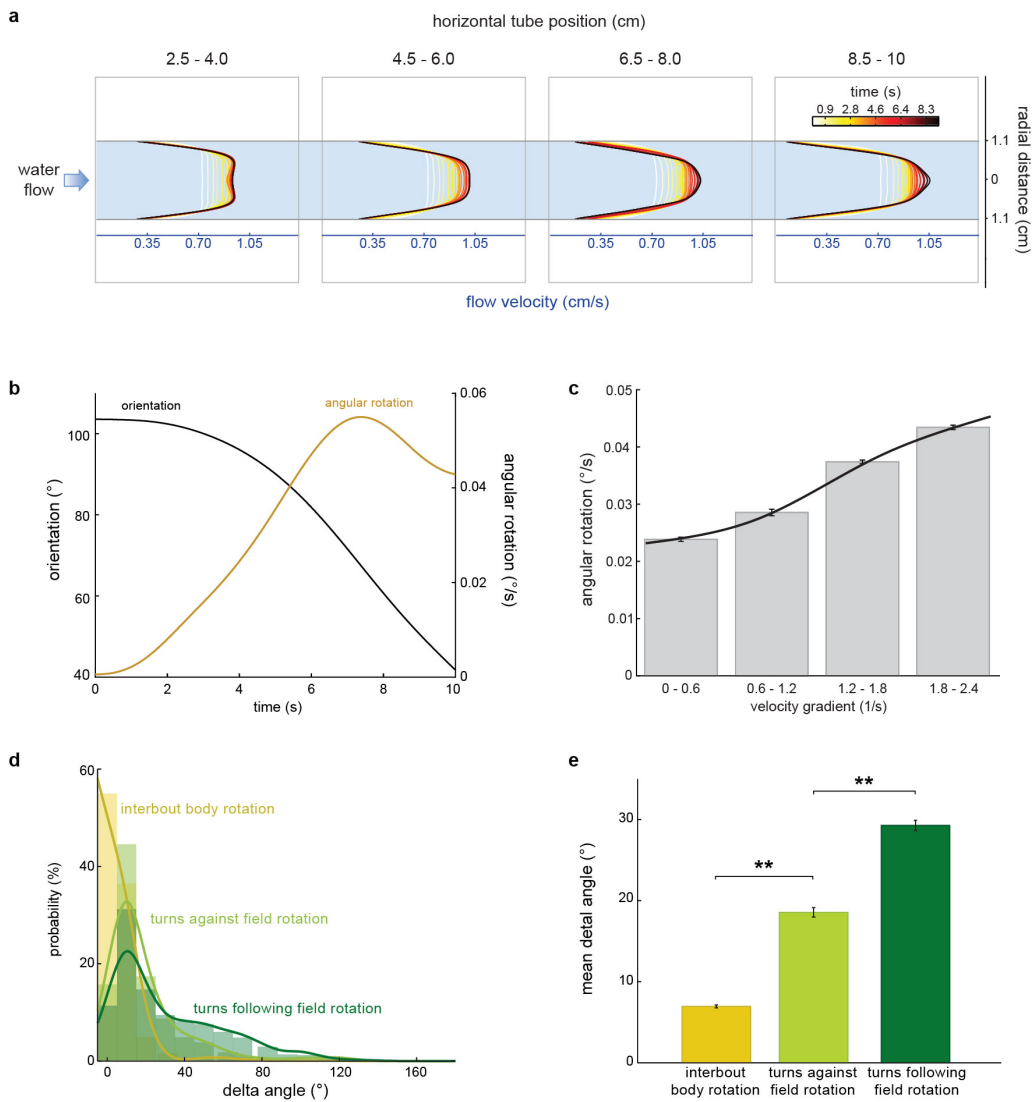 a
horizontal tube position (cm)
2.5 - 4.0
4.5 - 6.0
6.5 - 8.0
8.5 - 10
time (s)
0.9 2.8 4.6 6.4 8.3
water
flow
1.1
0
1.1
radial distance (cm)
0.35 0.70 1.05
0.35 0.70 1.05
0.35 0.70 1.05
0.35 0.70 1.05
flow velocity (cm/s)
b
orientation
angular rotation
100
80
60
40
orientation (°)
0.06
0.04
0.02
0
angular rotation (°/s)
0 2 4 6 8 10
time (s)
c
0.05
0.04
0.03
0.02
0.01
0
angular rotation (°/s)
0 - 0.6
0.6 - 1.2
1.2 - 1.8
1.8 - 2.4
velocity gradient (1/s)
d
60
40
20
0
probability (%)
interbout body rotation
turns against field rotation
turns following field rotation
0 40 80 120 160
delta angle (°)
e
30
20
10
0
mean detal angle (°)
**
**
interbout
body rotation
turns against
field rotation
turns following
field rotation